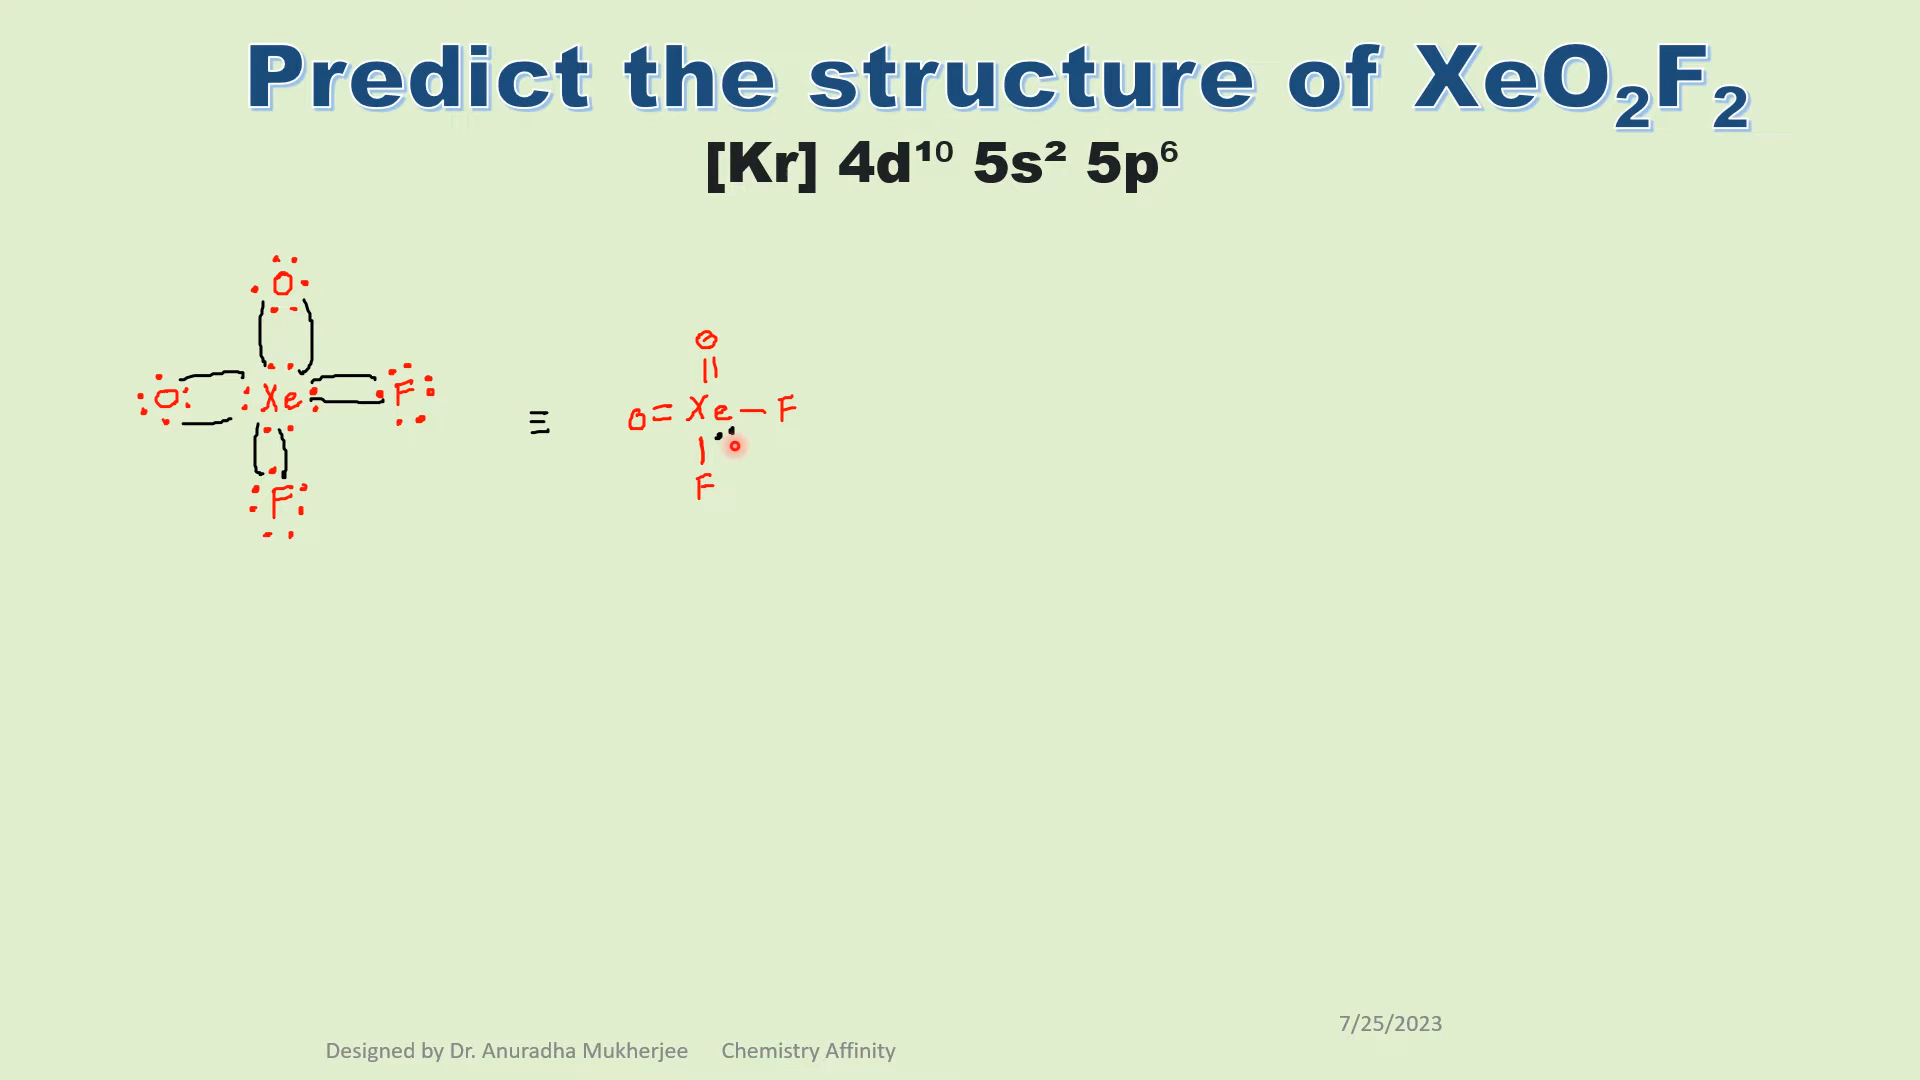 Predict the structure of XeO₂F₂
[Kr] 4d¹⁰ 5s² 5p⁶
O
O Xe F
F
≡
O
||
O = Xe — F
|
F
7/25/2023
Designed by Dr. Anuradha Mukherjee Chemistry Affinity